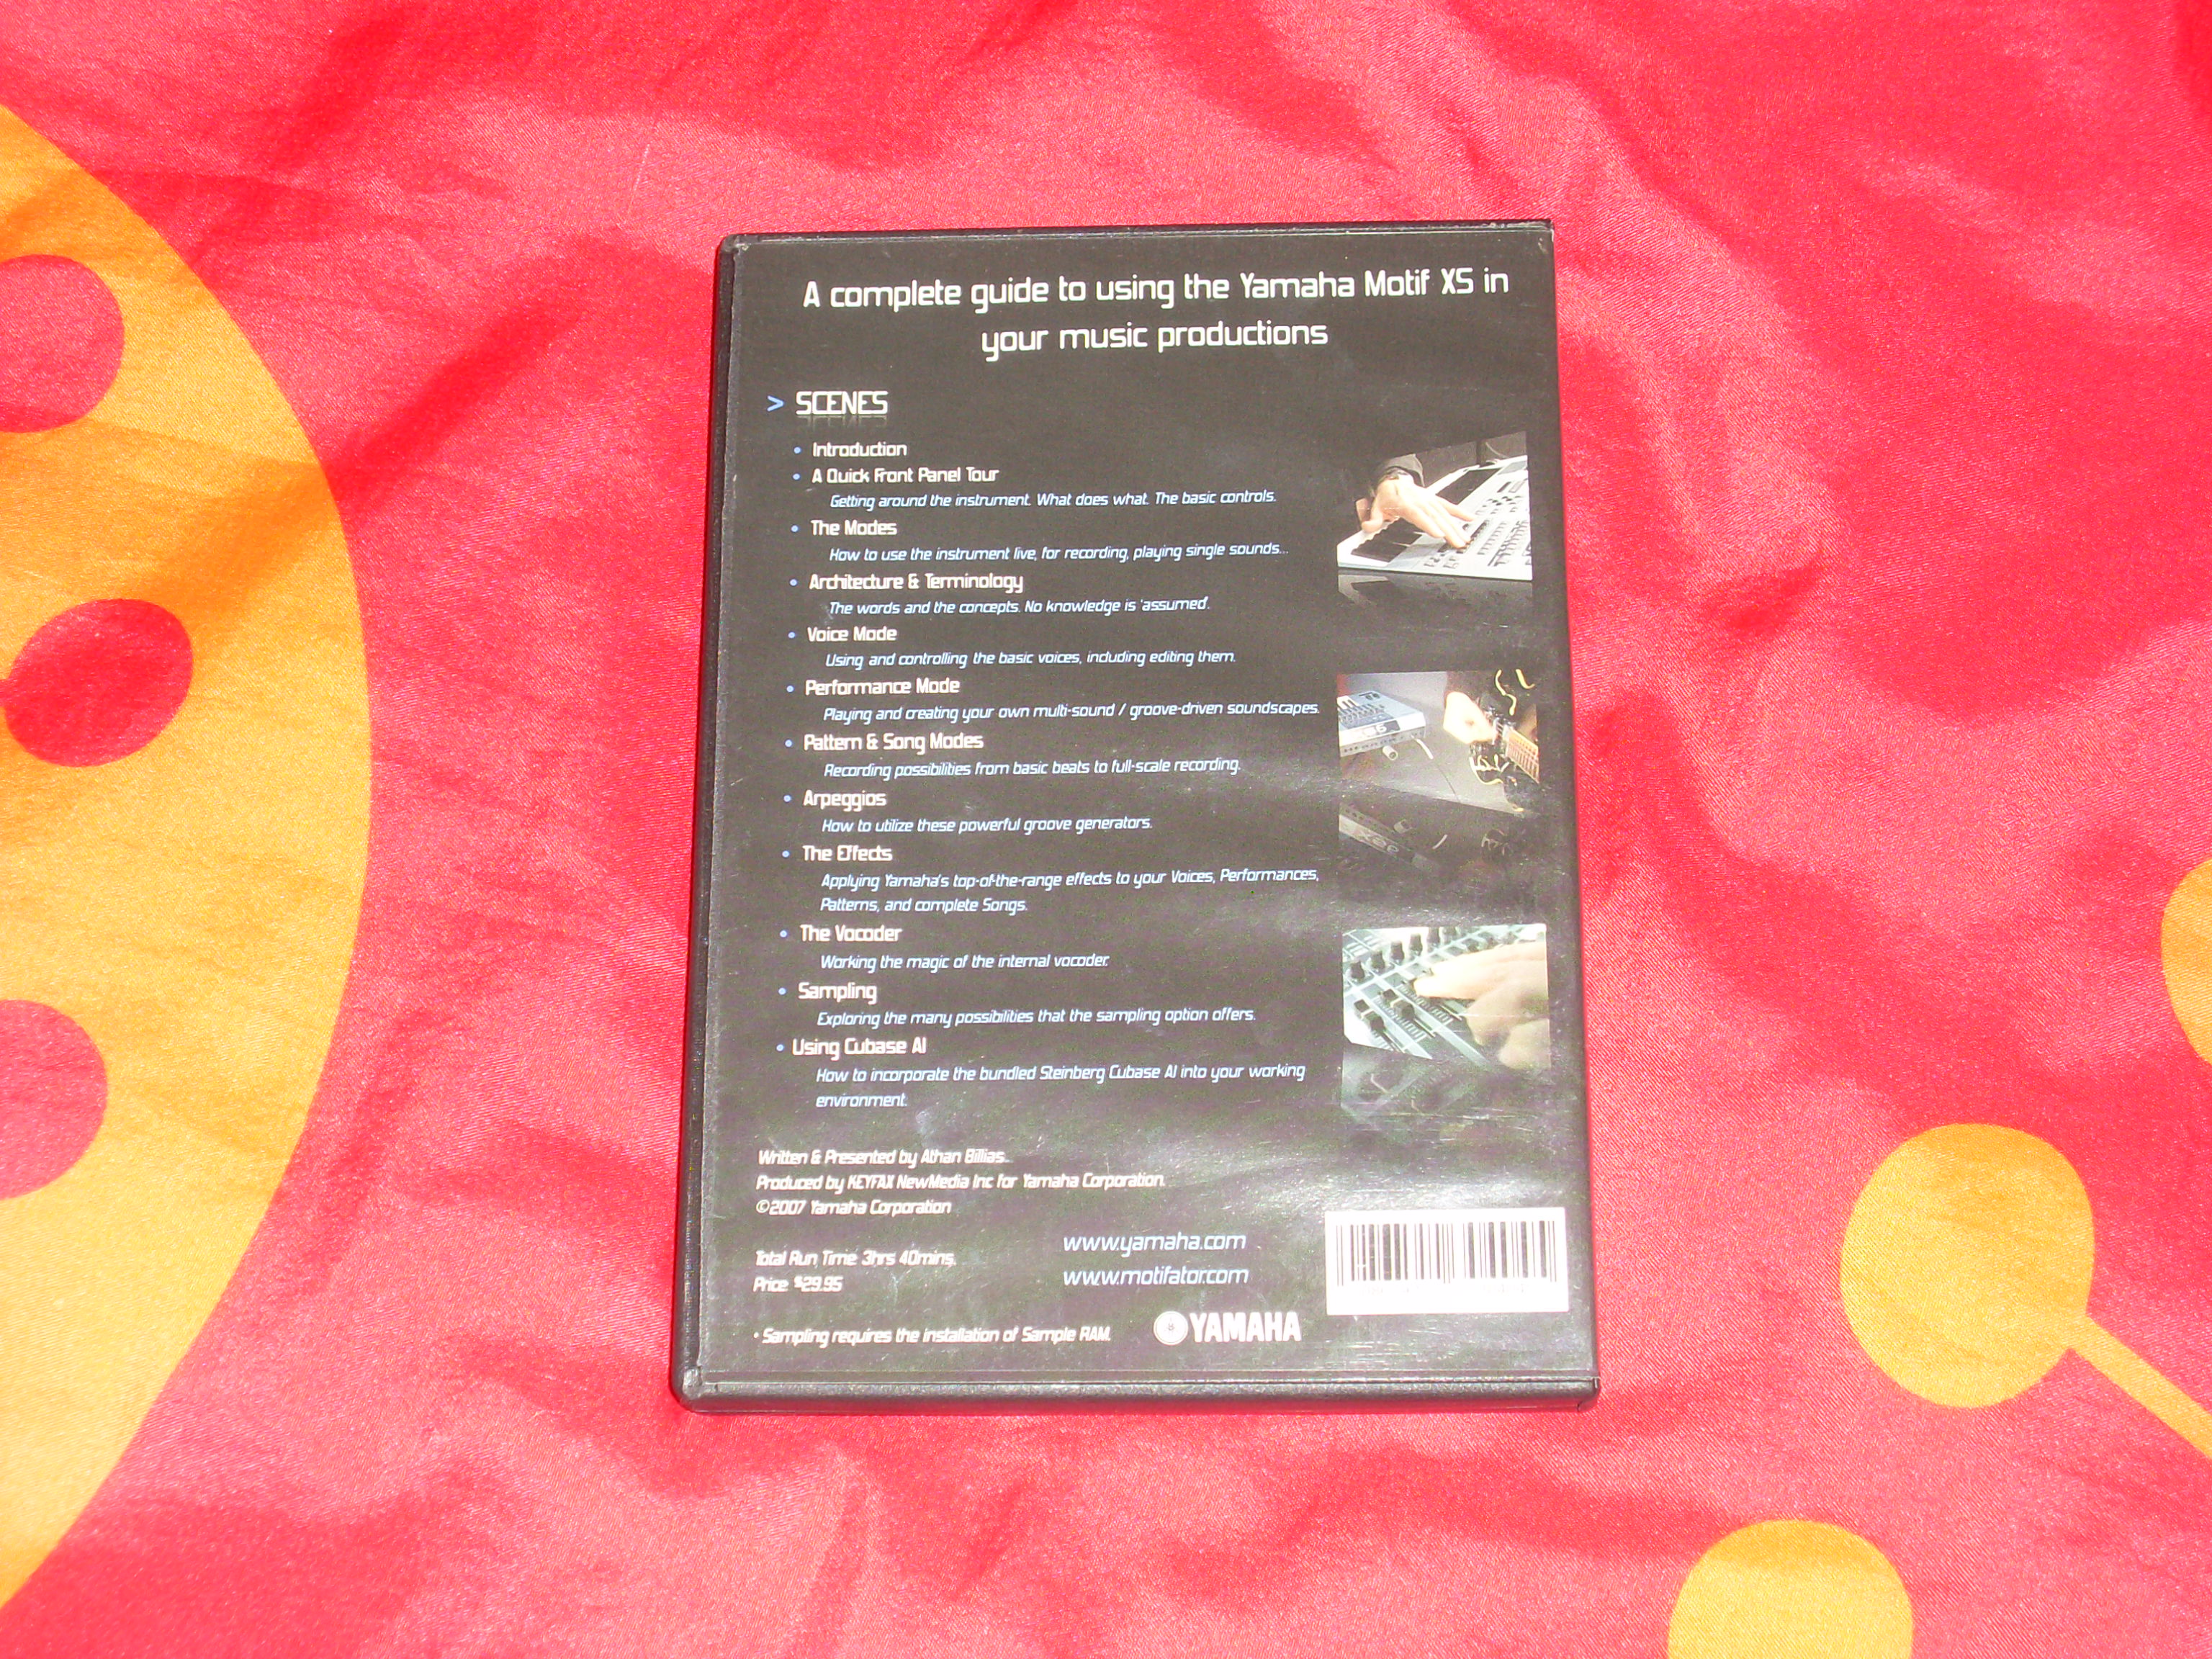 A complete guide to using the Yamaha Motif XS in
your music productions
> SCENES
• Introduction
• A Quick Front Panel Tour
Getting around the instrument. What does what. The basic controls.
• The Modes
How to use the instrument live, for recording, playing single sounds...
• Architecture & Terminology
The words and the concepts. No knowledge is 'assumed'.
• Voice Mode
Using and controlling the basic voices, including editing them.
• Performance Mode
Playing and creating your own multi-sound / groove-driven soundscapes.
• Pattern & Song Modes
Recording possibilities from basic beats to full-scale recording.
• Arpeggios
How to utilize these powerful groove generators.
• The Effects
Applying Yamaha's top-of-the-range effects to your Voices, Performances,
Patterns, and complete Songs.
• The Vocoder
Working the magic of the internal vocoder.
• Sampling
Exploring the many possibilities that the sampling option offers.
• Using Cubase AI
How to incorporate the bundled Steinberg Cubase AI into your working
environment.
Written & Presented by Athan Billias.
Produced by KEYFAX NewMedia Inc for Yamaha Corporation.
©2007 Yamaha Corporation
Total Run Time: 3hrs 40mins.
Price: $29.95
www.yamaha.com
www.motifator.com
• Sampling requires the installation of Sample RAM.
YAMAHA